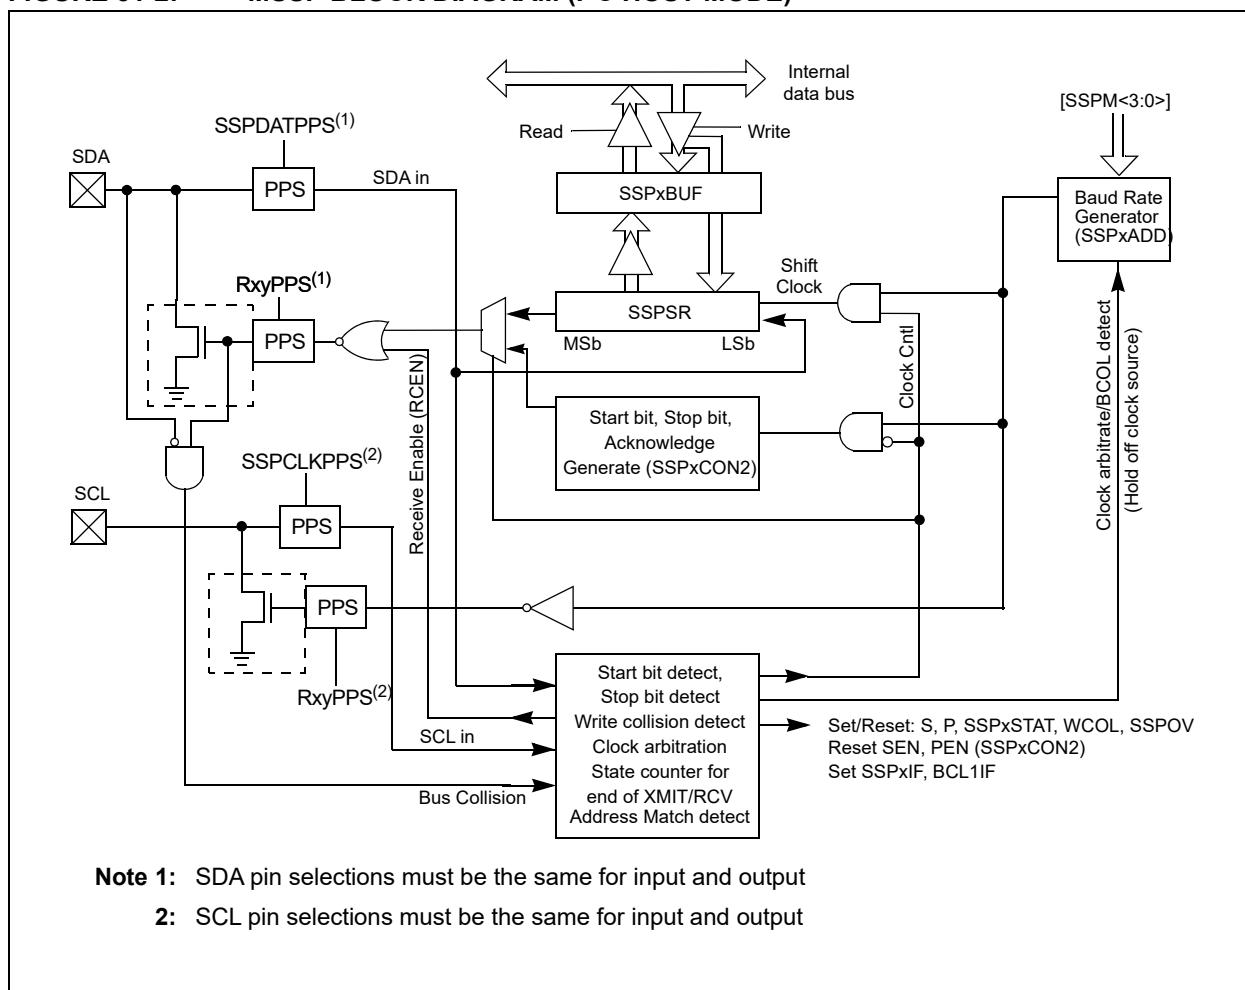 Internal
data bus
[SSPM<3:0>]
SSPDATPPS(1)
Read
Write
SDA
PPS
SDA in
SSPxBUF
Baud Rate
Generator
(SSPxADD)
RxyPPS(1)
Shift
Clock
PPS
SSPSR
MSb
LSb
Clock Cntl
Receive Enable (RCEN)
Start bit, Stop bit,
Acknowledge
Generate (SSPxCON2)
Clock arbitrate/BCOL detect
(Hold off clock source)
SSPCLKPPS(2)
SCL
PPS
PPS
RxyPPS(2)
SCL in
Bus Collision
Start bit detect,
Stop bit detect
Write collision detect
Clock arbitration
State counter for
end of XMIT/RCV
Address Match detect
Set/Reset: S, P, SSPxSTAT, WCOL, SSPOV
Reset SEN, PEN (SSPxCON2)
Set SSPxIF, BCL1IF
Note 1: SDA pin selections must be the same for input and output
2: SCL pin selections must be the same for input and output